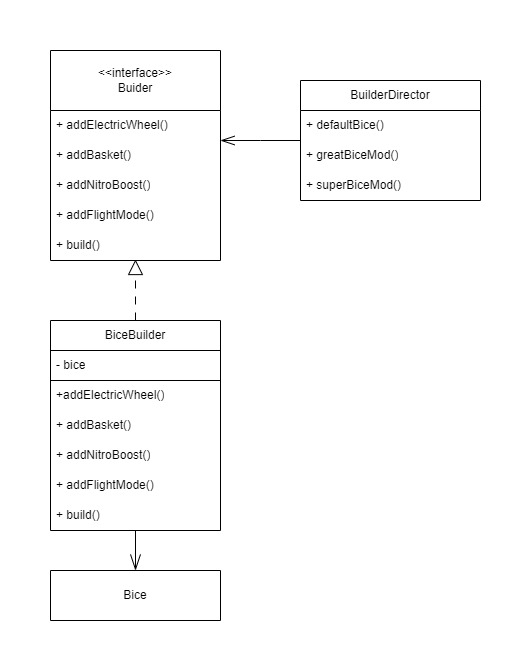 <<interface>>
Buider
+ addElectricWheel()
+ addBasket()
+ addNitroBoost()
+ addFlightMode()
+ build()
BuilderDirector
+ defaultBice()
+ greatBiceMod()
+ superBiceMod()
BiceBuilder
- bice
+addElectricWheel()
+ addBasket()
+ addNitroBoost()
+ addFlightMode()
+ build()
Bice